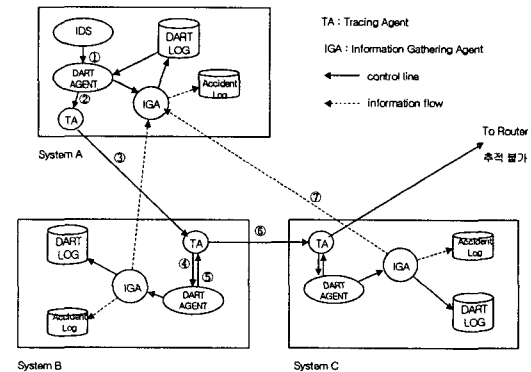 IDS
①
DART
AGENT
②
TA
DART
LOG
IGA
Accident
Log
System A
TA : Tracing Agent
IGA : Information Gathering Agent
control line
information flow
To Router
추적 불가
③
⑦
DART
LOG
IGA
Accident
Log
TA
④
⑤
DART
AGENT
System B
⑥
TA
DART
AGENT
IGA
Accident
Log
DART
LOG
System C